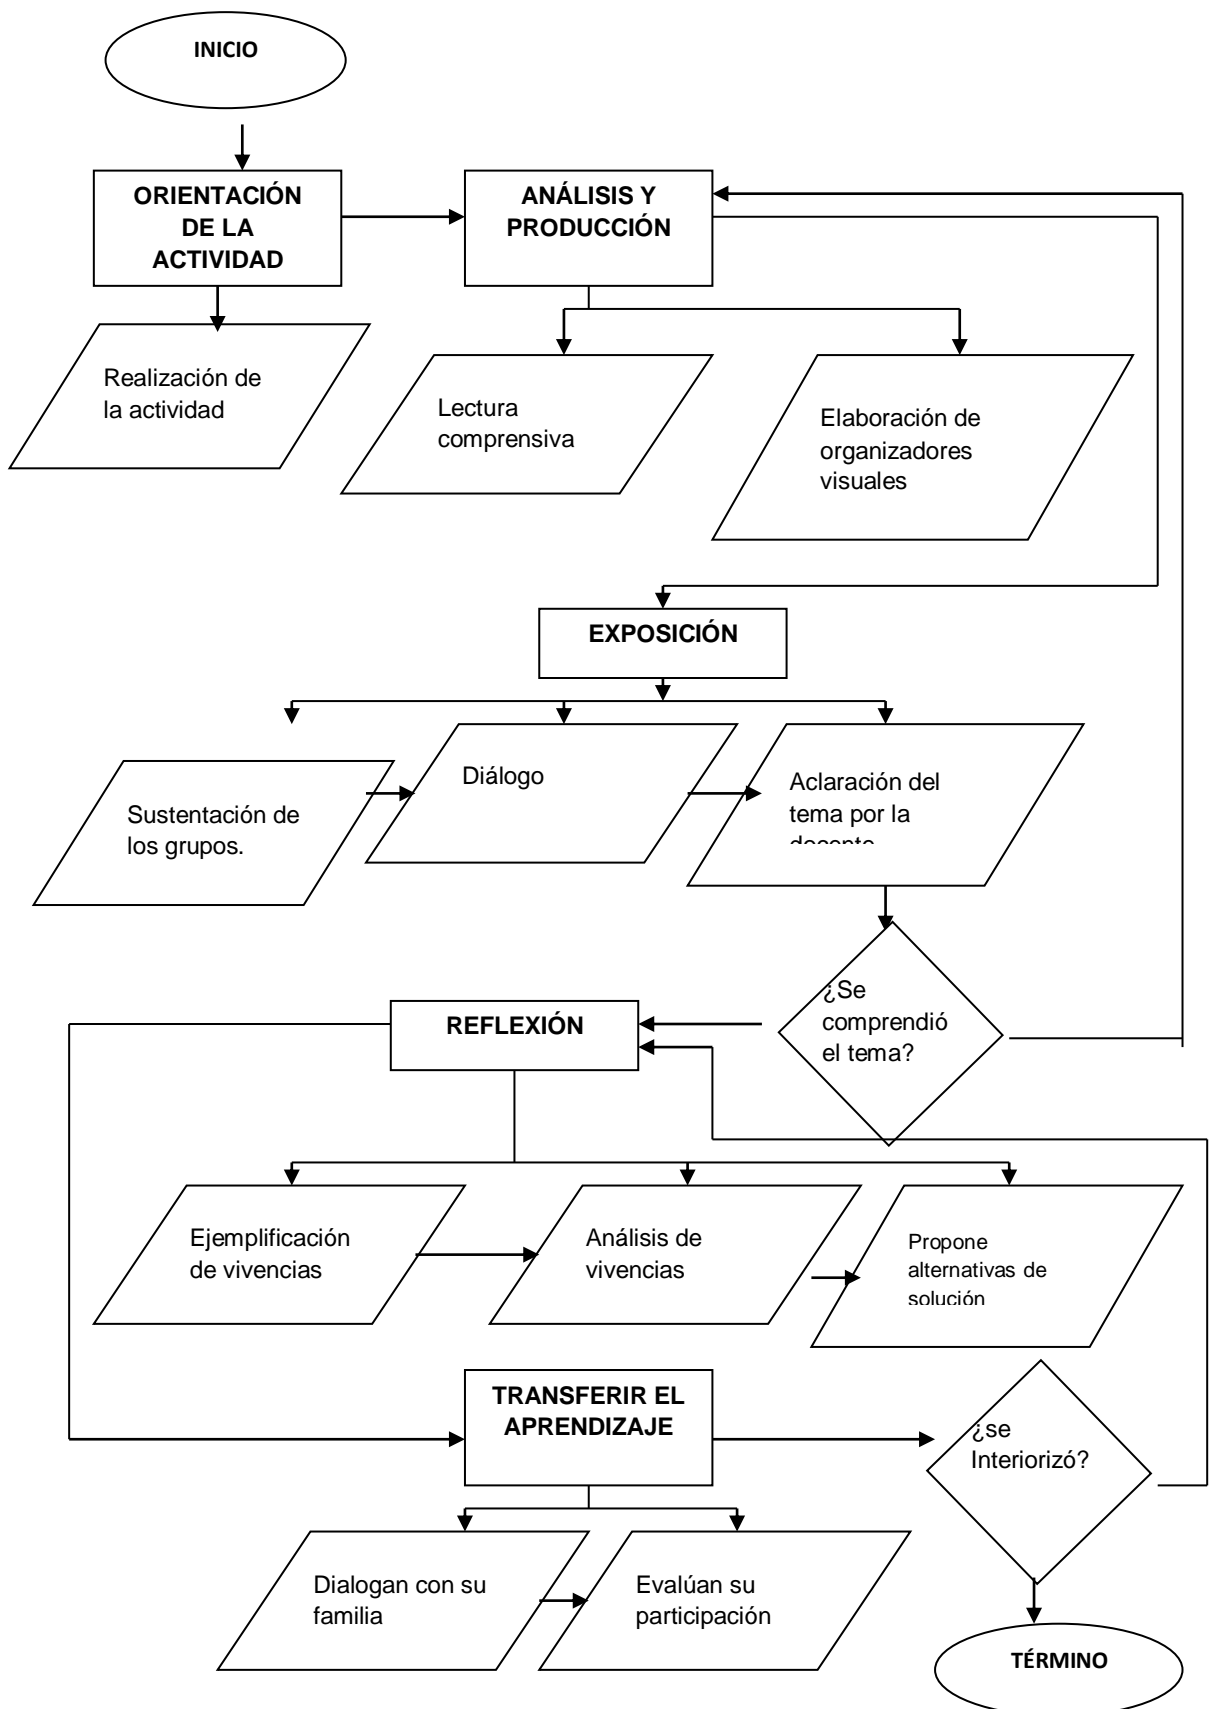 INICIO
ORIENTACIÓN
DE LA
ACTIVIDAD
ANÁLISIS Y
PRODUCCIÓN
Realización de
la actividad
Lectura
comprensiva
Elaboración de
organizadores
visuales
EXPOSICIÓN
Sustentación de
los grupos.
Diálogo
Aclaración del
tema por la
docente
¿Se
comprendió
el tema?
REFLEXIÓN
Ejemplificación
de vivencias
Análisis de
vivencias
Propone
alternativas de
solución
TRANSFERIR EL
APRENDIZAJE
¿se
Interiorizó?
Dialogan con su
familia
Evalúan su
participación
TÉRMINO